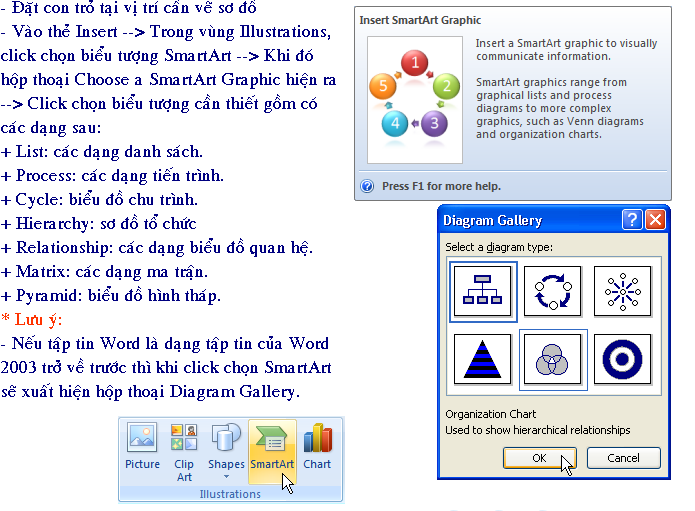 - Đặt con trỏ tại vị trí cần vẽ sơ đồ
- Vào thẻ Insert --> Trong vùng Illustrations,
click chọn biểu tượng SmartArt --> Khi đó
hộp thoại Choose a SmartArt Graphic hiện ra
--> Click chọn biểu tượng cần thiết gồm có
các dạng sau:
+ List: các dạng danh sách.
+ Process: các dạng tiến trình.
+ Cycle: biểu đồ chu trình.
+ Hierarchy: sơ đồ tổ chức
+ Relationship: các dạng biểu đồ quan hệ.
+ Matrix: các dạng ma trận.
+ Pyramid: biểu đồ hình tháp.
* Lưu ý:
- Nếu tập tin Word là dạng tập tin của Word
2003 trở về trước thì khi click chọn SmartArt
sẽ xuất hiện hộp thoại Diagram Gallery.
Picture
Clip
Art
Shapes
SmartArt
Chart
Illustrations
Insert SmartArt Graphic
1
2
3
4
5
Insert a SmartArt graphic to visually
communicate information.
SmartArt graphics range from
graphical lists and process
diagrams to more complex
graphics, such as Venn diagrams
and organization charts.
? Press F1 for more help.
Diagram Gallery
Select a diagram type:
Organization Chart
Used to show hierarchical relationships
OK
Cancel